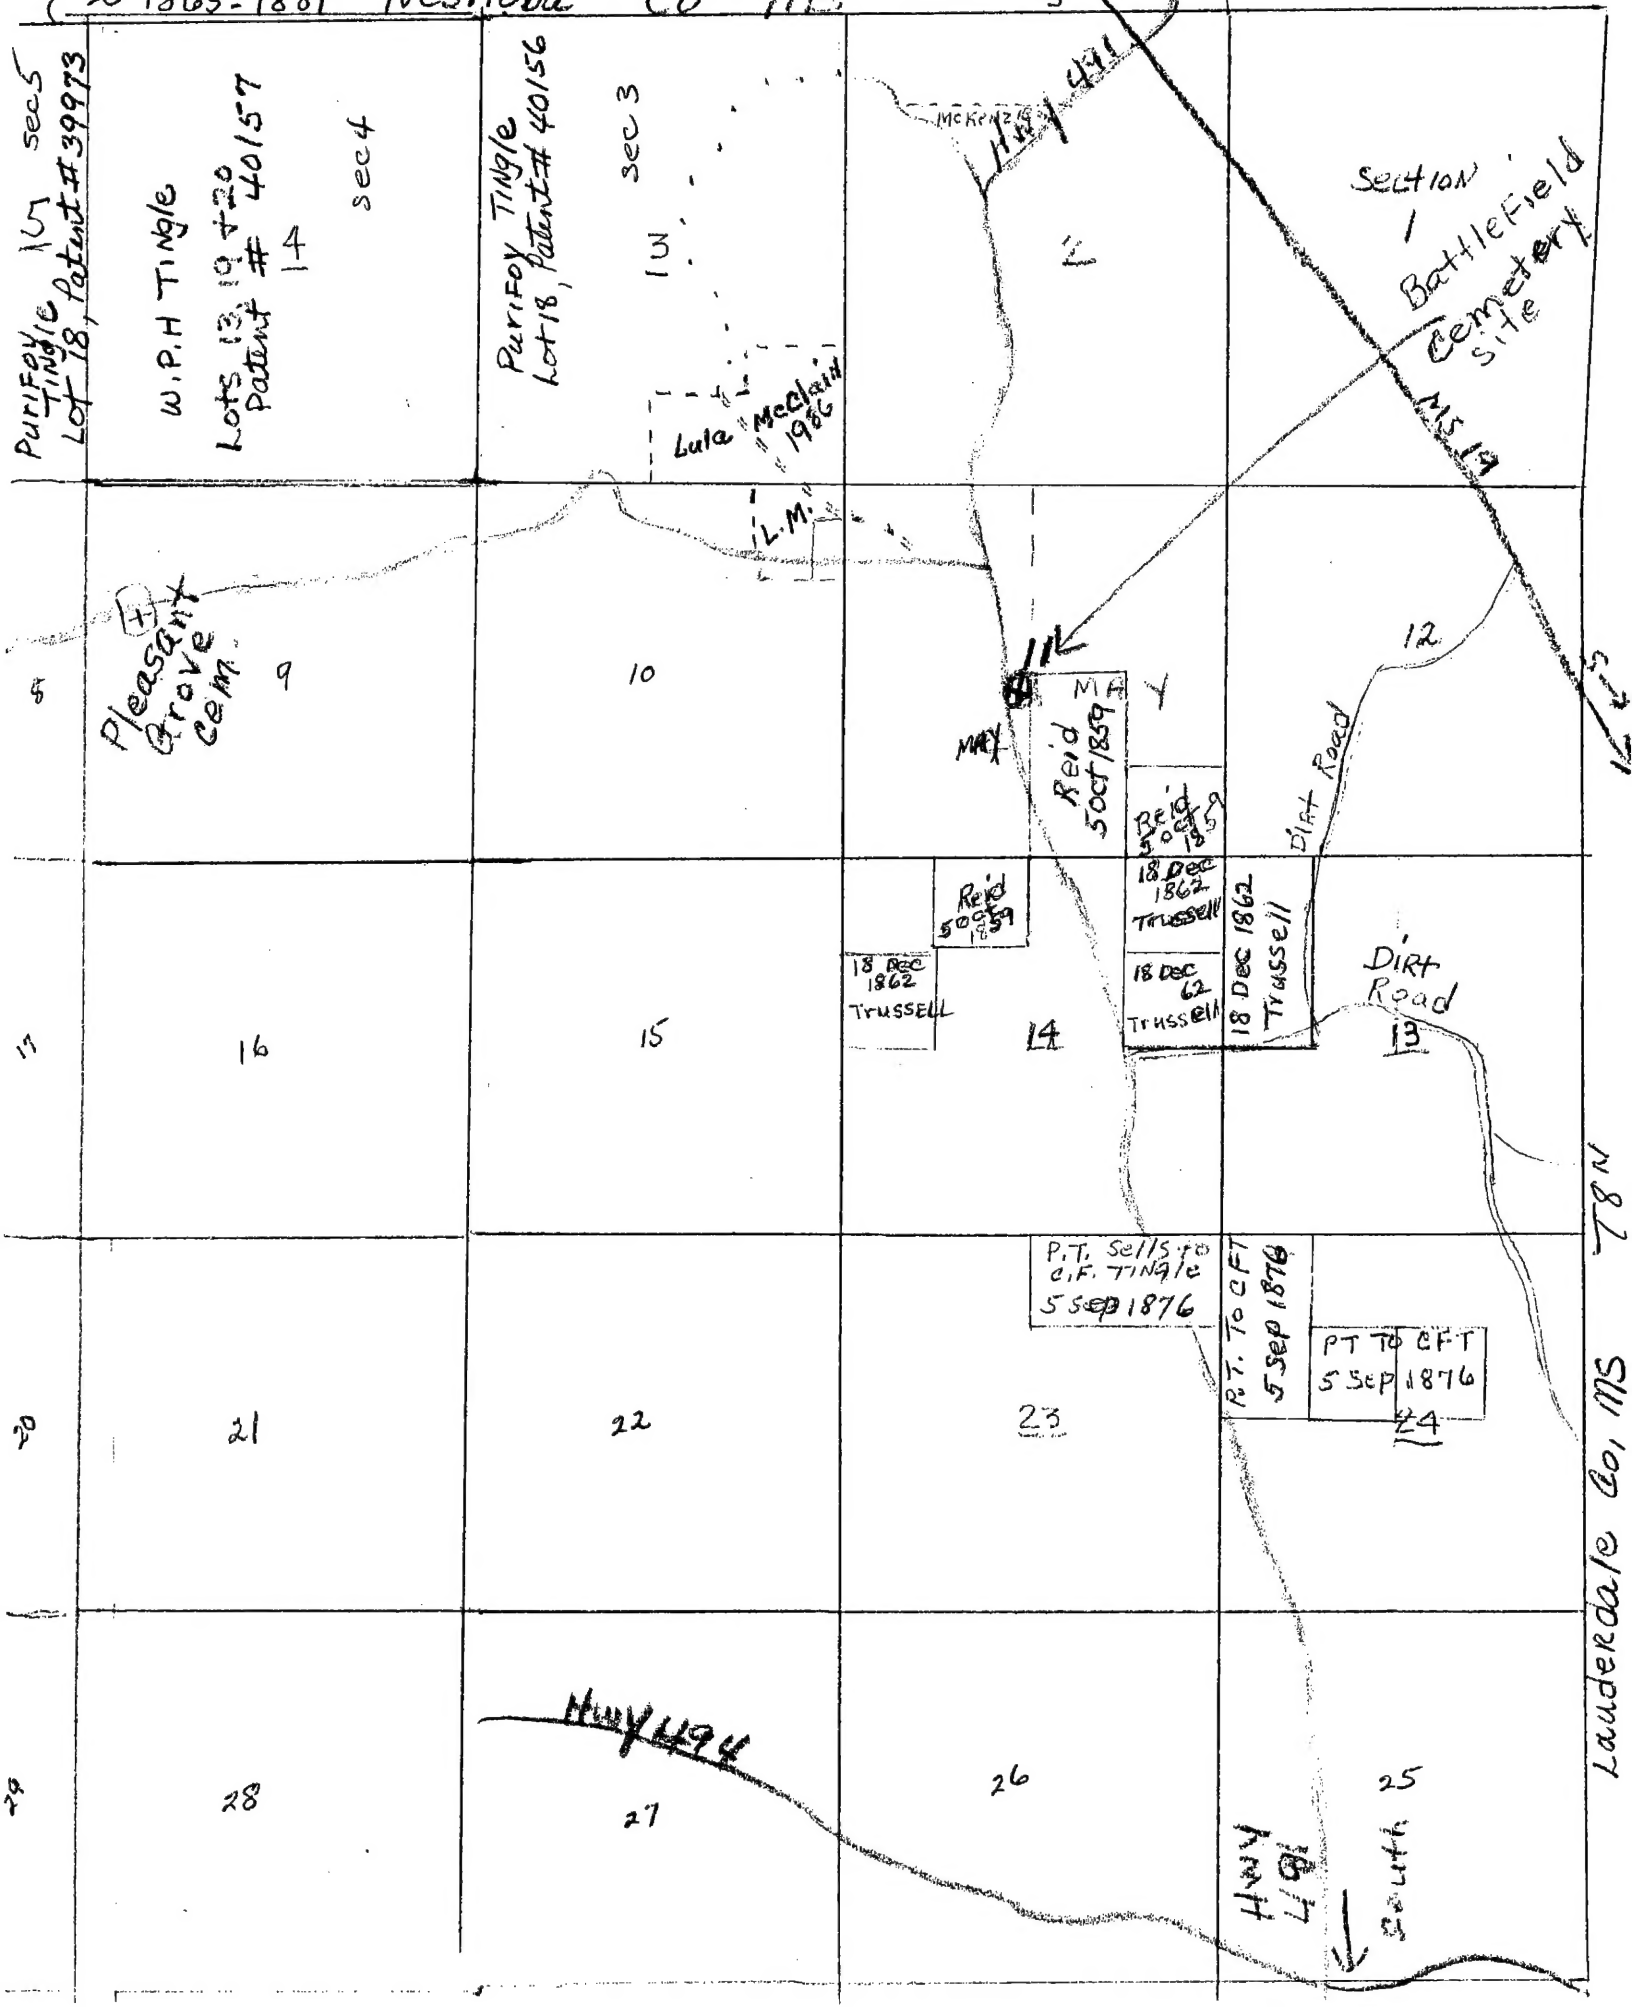 1865-1881 Neshoba Co MS.
Purifoy
Tingle
sec 5
Lot 18, Patent # 39973
W.P.H Tingle
Lots 13, 19 + 20
Patent # 40157
14
sec 4
Purifoy Tingle
Lot 18, Patent # 40156
13
sec 3
Lula McClain
1986
L.M.
McKenzie
Hwy 491
Section
1
Battlefield
Cemetery
Site
MS 19
Pleasant
Grove
Cem.
9
10
11
MAY
MAY
Reid
5 Oct 1859
Reid
5 Oct
1859
12
Dirt Road
18 Dec
1862
Trussell
18 Dec
62
Trussell
18 Dec 1862
Trussell
Reid
5 Oct
1859
18 Dec
1862
TRUSSELL
Dirt
Road
17
16
15
14
13
T8N
P.T. Sells to
C.F. Tingle
5 Sep 1876
P.T. To CFT
5 Sep 1876
PT TO CFT
5 Sep 1876
20
21
22
23
24
Lauderdale Co, MS
Hwy 494
29
28
27
26
25
Hwy
491
South